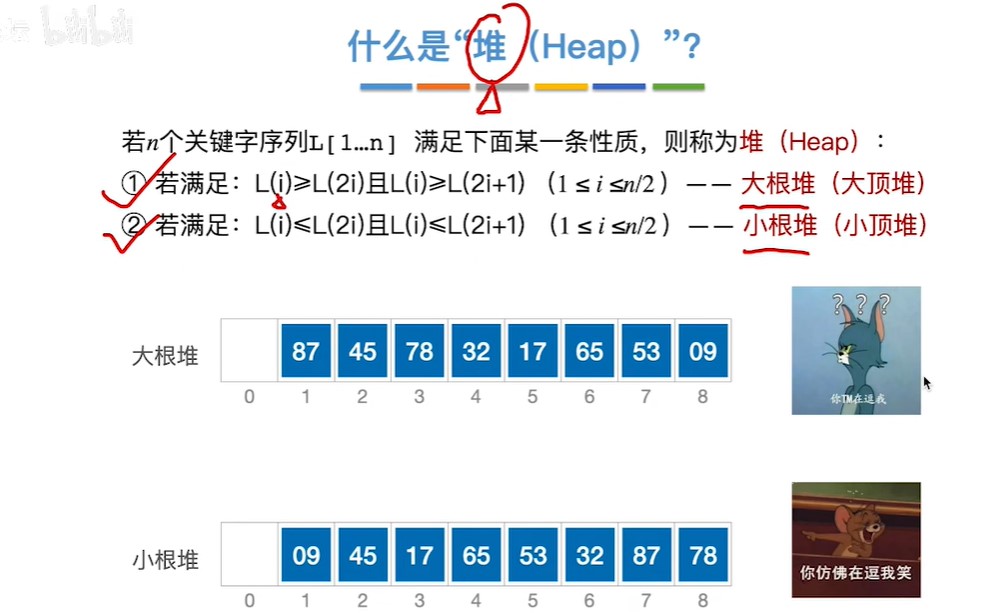 bilibili
什么是“堆（Heap）”?
若n个关键字序列L[1…n] 满足下面某一条性质，则称为堆（Heap）：
① 若满足：L(i)≥L(2i)且L(i)≥L(2i+1)（1 ≤ i ≤n/2 ）—— 大根堆（大顶堆）
② 若满足：L(i)≤L(2i)且L(i)≤L(2i+1)（1 ≤ i ≤n/2 ）—— 小根堆（小顶堆）
? ? ?
大根堆 87 45 78 32 17 65 53 09
0 1 2 3 4 5 6 7 8
你TM在逗我
小根堆 09 45 17 65 53 32 87 78
你仿佛在逗我笑
0 1 2 3 4 5 6 7 8